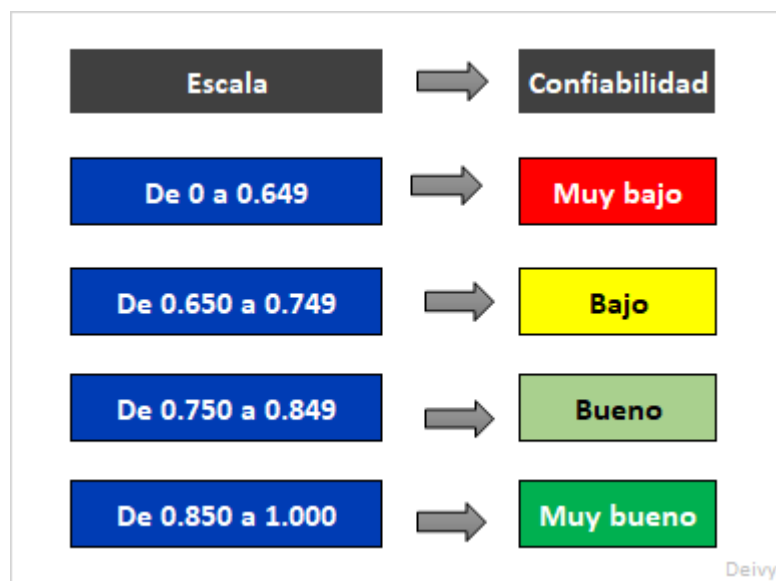 Escala
Confiabilidad
De 0 a 0.649
Muy bajo
De 0.650 a 0.749
Bajo
De 0.750 a 0.849
Bueno
De 0.850 a 1.000
Muy bueno
Deivy